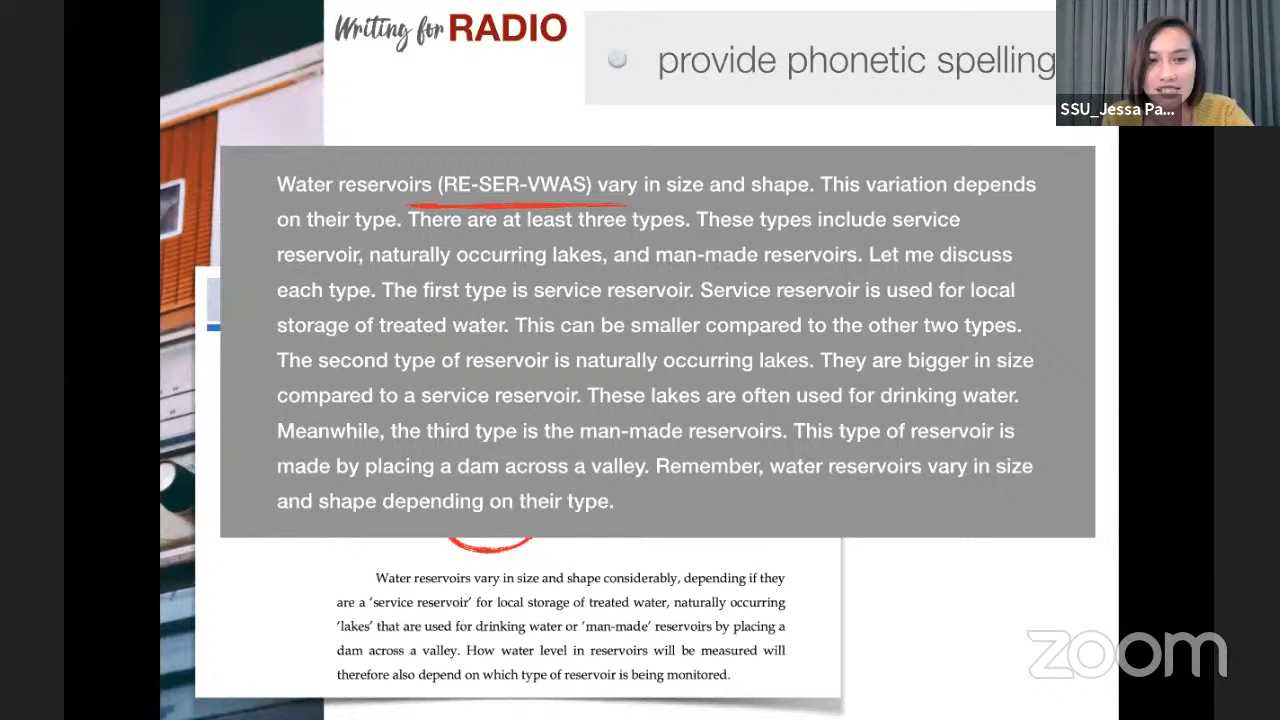 Writing for RADIO
provide phonetic spelling
SSU_Jessa Pa...
Water reservoirs (RE-SER-VWAS) vary in size and shape. This variation depends
on their type. There are at least three types. These types include service
reservoir, naturally occurring lakes, and man-made reservoirs. Let me discuss
each type. The first type is service reservoir. Service reservoir is used for local
storage of treated water. This can be smaller compared to the other two types.
The second type of reservoir is naturally occurring lakes. They are bigger in size
compared to a service reservoir. These lakes are often used for drinking water.
Meanwhile, the third type is the man-made reservoirs. This type of reservoir is
made by placing a dam across a valley. Remember, water reservoirs vary in size
and shape depending on their type.
Water reservoirs vary in size and shape considerably, depending if they
are a ‘service reservoir’ for local storage of treated water, naturally occurring
‘lakes’ that are used for drinking water or ‘man-made’ reservoirs by placing a
dam across a valley. How water level in reservoirs will be measured will
therefore also depend on which type of reservoir is being monitored.
zoom